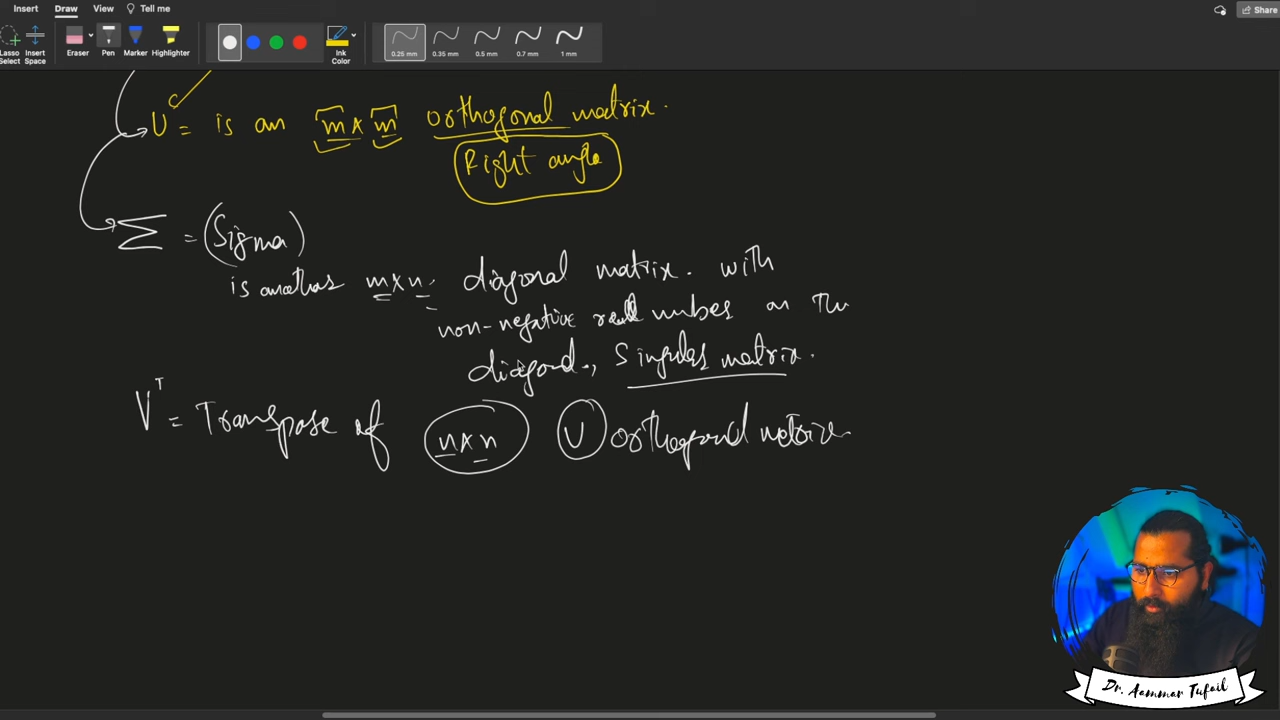 Insert Draw View Tell me
Share
Lasso Select
Insert Space
Eraser
Pen
Marker
Highlighter
Ink Color
0.25 mm
0.35 mm
0.5 mm
0.7 mm
1 mm
U = is an m x m orthogonal matrix.
Right angle
Σ = (Sigma)
is another m x n. diagonal matrix. with
non-negative real numbers on the
diagonal., Singular matrix.
V^T = Transpose of n x n U orthogonal matrix
Dr. Aammar Tufail